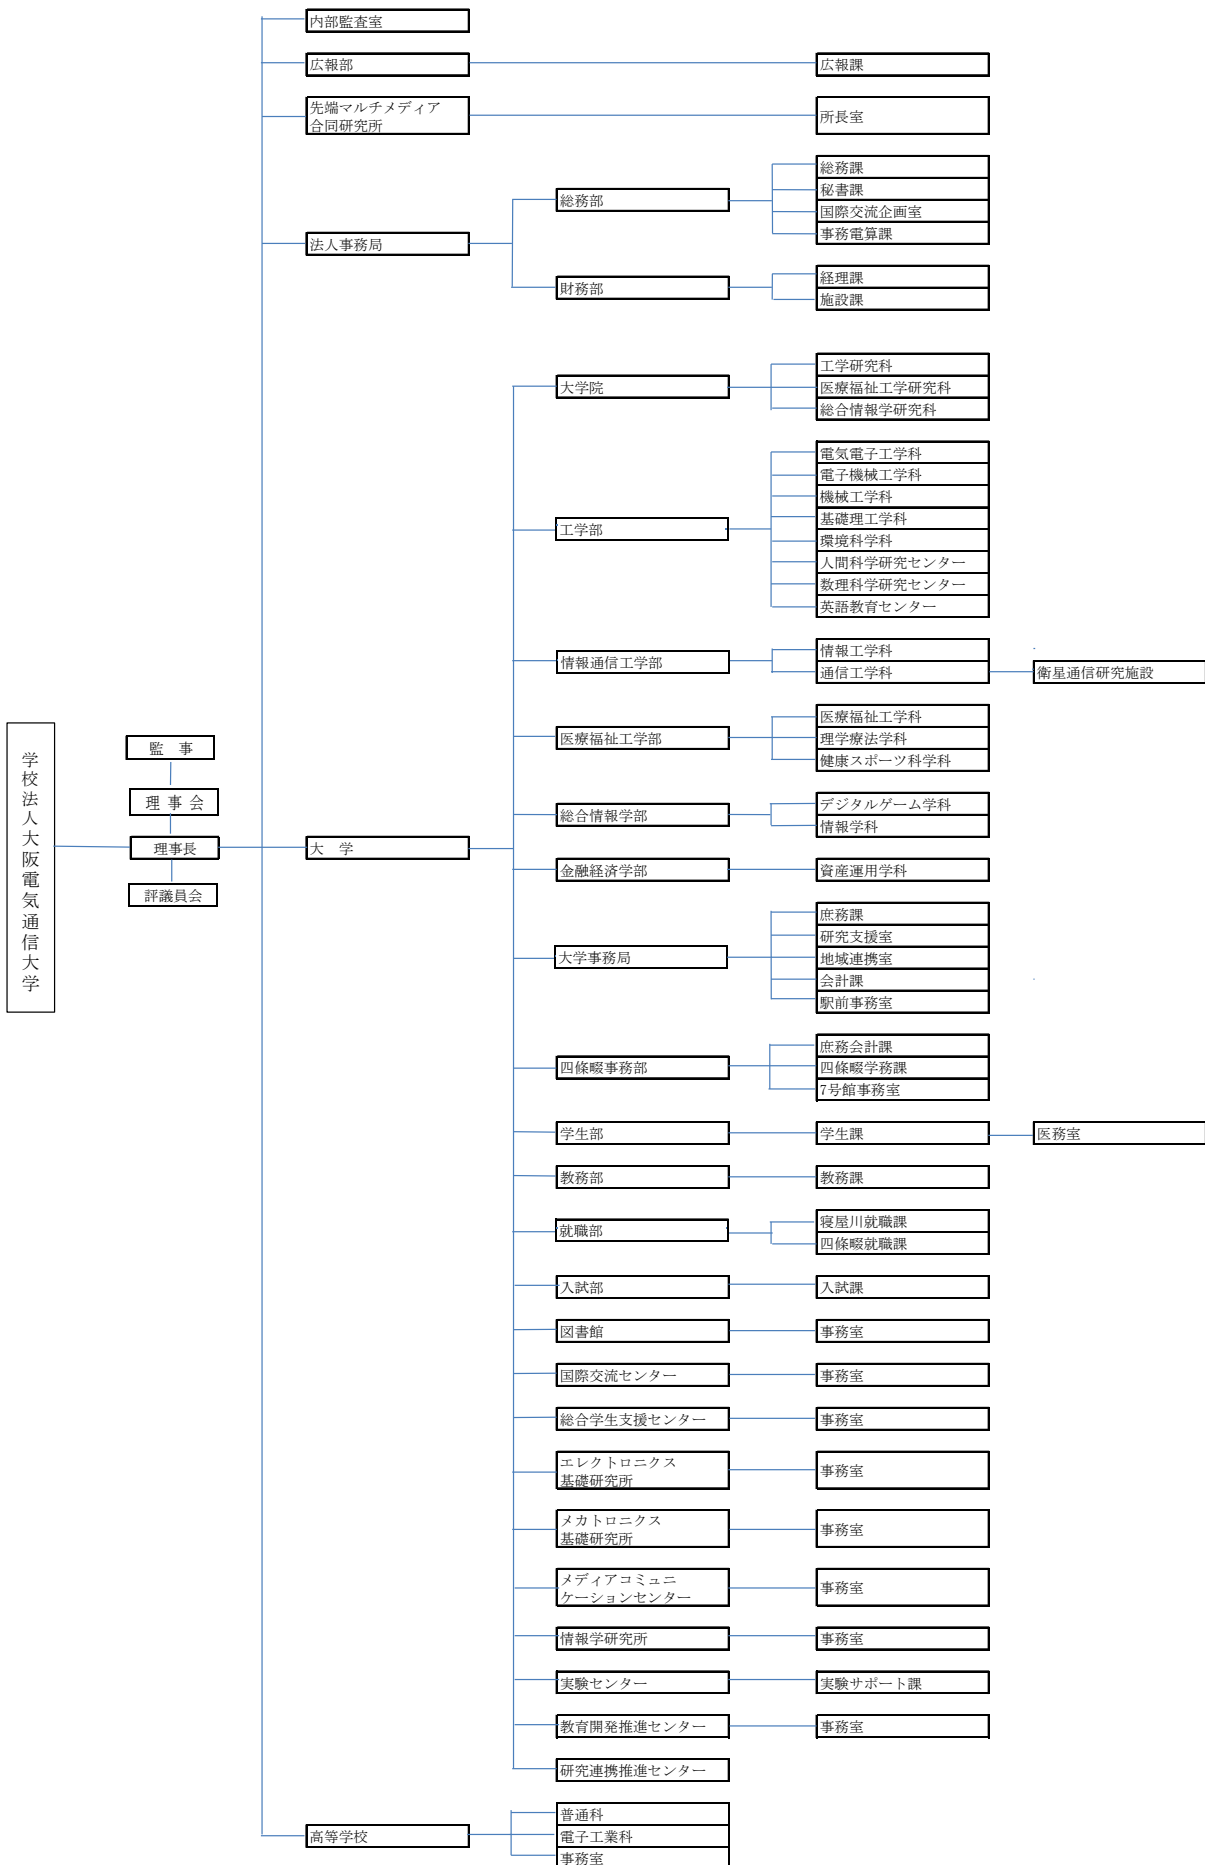 内部監査室
広報部
広報課
先端マルチメディア
合同研究所
所長室
総務課
秘書課
国際交流企画室
事務電算課
総務部
法人事務局
財務部
経理課
施設課
大学院
工学研究科
医療福祉工学研究科
総合情報学研究科
工学部
電気電子工学科
電子機械工学科
機械工学科
基礎理工学科
環境科学科
人間科学研究センター
数理科学研究センター
英語教育センター
情報通信工学部
情報工学科
通信工学科
衛星通信研究施設
学校法人大阪電気通信大学
監　事
理 事 会
理事長
評議員会
大　学
医療福祉工学部
医療福祉工学科
理学療法学科
健康スポーツ科学科
総合情報学部
デジタルゲーム学科
情報学科
金融経済学部
資産運用学科
大学事務局
庶務課
研究支援室
地域連携室
会計課
駅前事務室
四條畷事務部
庶務会計課
四條畷学務課
7号館事務室
学生部
学生課
医務室
教務部
教務課
就職部
寝屋川就職課
四條畷就職課
入試部
入試課
図書館
事務室
国際交流センター
事務室
総合学生支援センター
事務室
エレクトロニクス
基礎研究所
事務室
メカトロニクス
基礎研究所
事務室
メディアコミュニ
ケーションセンター
事務室
情報学研究所
事務室
実験センター
実験サポート課
教育開発推進センター
事務室
研究連携推進センター
高等学校
普通科
電子工業科
事務室